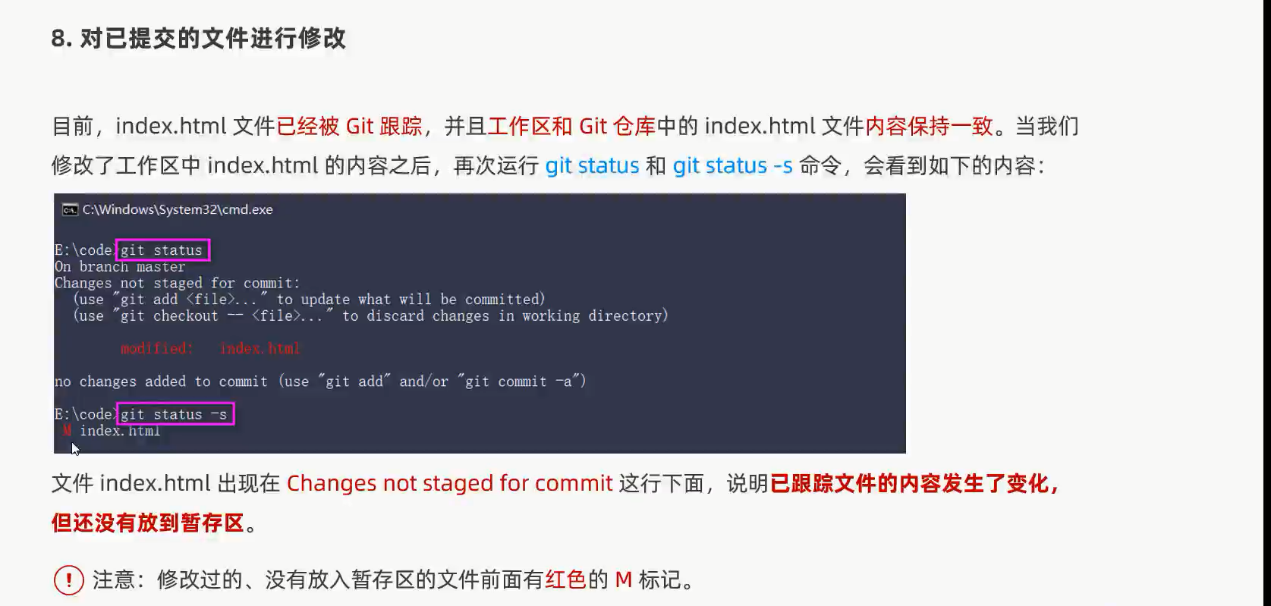 8. 对已提交的文件进行修改
目前，index.html 文件已经被 Git 跟踪，并且工作区和 Git 仓库中的 index.html 文件内容保持一致。当我们
修改了工作区中 index.html 的内容之后，再次运行 git status 和 git status -s 命令，会看到如下的内容：
C:\Windows\System32\cmd.exe
E:\code>git status
On branch master
Changes not staged for commit:
(use "git add <file>..." to update what will be committed)
(use "git checkout -- <file>..." to discard changes in working directory)
modified: index.html
no changes added to commit (use "git add" and/or "git commit -a")
E:\code>git status -s
M index.html
文件 index.html 出现在 Changes not staged for commit 这行下面，说明已跟踪文件的内容发生了变化，
但还没有放到暂存区。
! 注意：修改过的、没有放入暂存区的文件前面有红色的 M 标记。